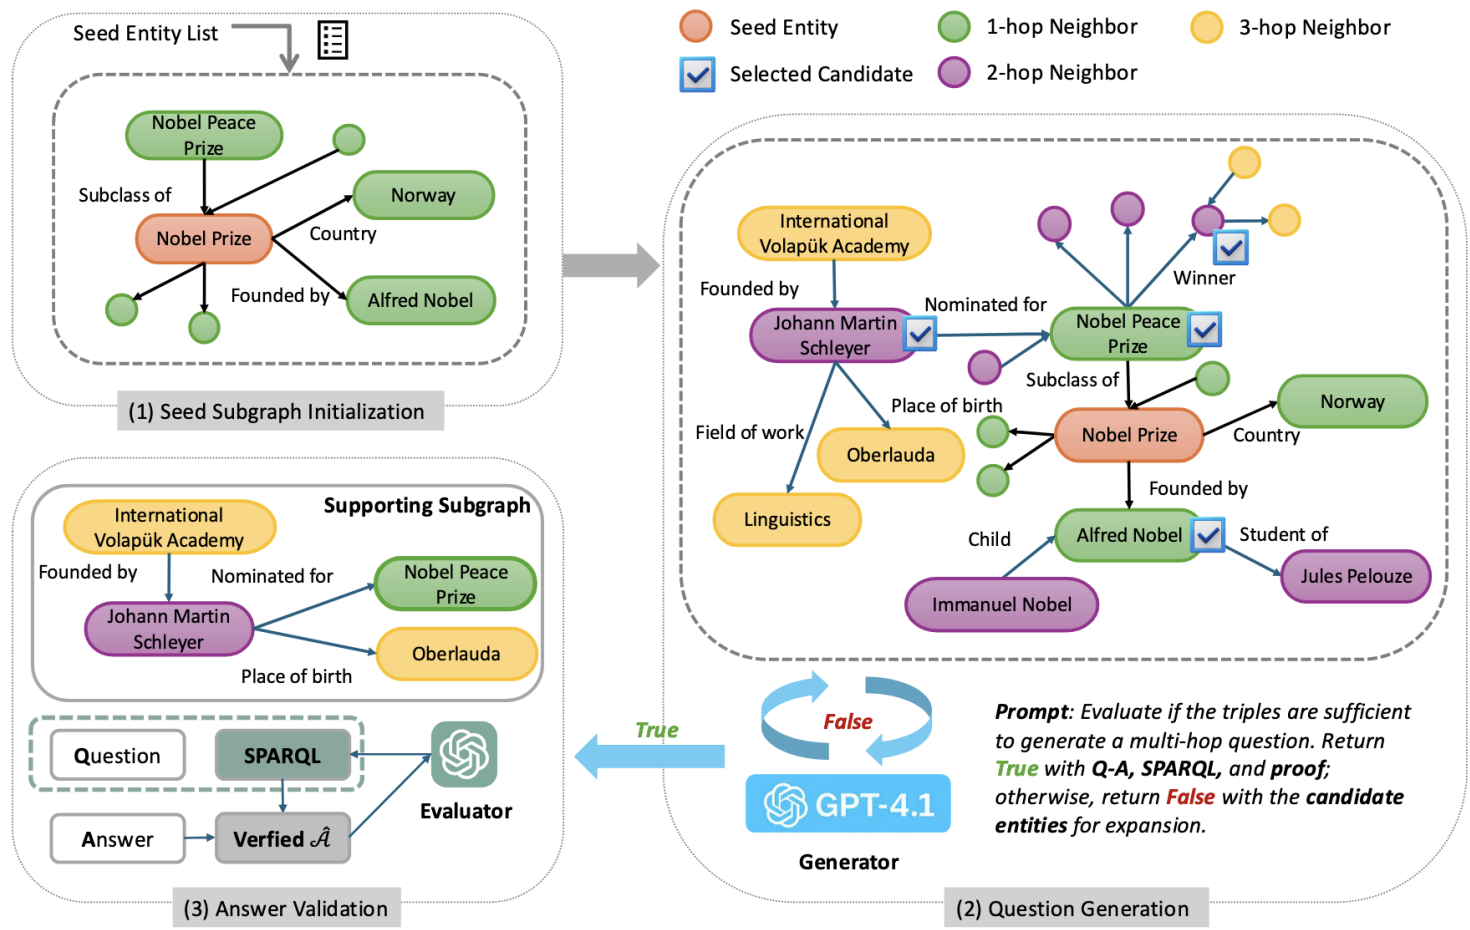 Seed Entity List
Nobel Peace
Prize
Subclass of
Norway
Nobel Prize
Country
Founded by
Alfred Nobel
(1) Seed Subgraph Initialization
Seed Entity
1-hop Neighbor
3-hop Neighbor
Selected Candidate
2-hop Neighbor
International
Volapük Academy
Founded by
Johann Martin
Schleyer
Nominated for
Winner
Nobel Peace
Prize
Subclass of
Place of birth
Field of work
Oberlauda
Linguistics
Nobel Prize
Norway
Country
Founded by
Child
Alfred Nobel
Student of
Immanuel Nobel
Jules Pelouze
False
GPT-4.1
Generator
Prompt: Evaluate if the triples are sufficient
to generate a multi-hop question. Return
True with Q-A, SPARQL, and proof;
otherwise, return False with the candidate
entities for expansion.
(2) Question Generation
True
Supporting Subgraph
International
Volapük Academy
Founded by
Nominated for
Nobel Peace
Prize
Johann Martin
Schleyer
Oberlauda
Place of birth
Question
SPARQL
Evaluator
Answer
Verfied Â
(3) Answer Validation